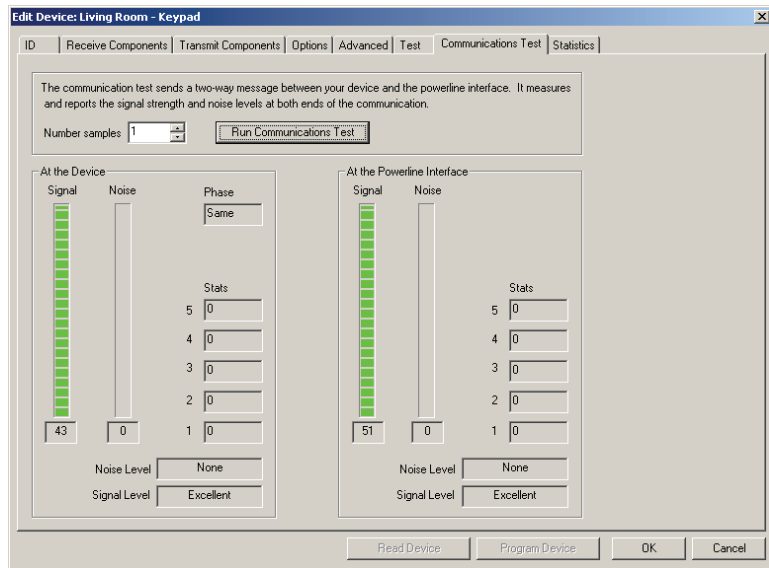 Edit Device: Living Room - Keypad
ID Receive Components Transmit Components Options Advanced Test Communications Test Statistics
The communication test sends a two-way message between your device and the powerline interface. It measures
and reports the signal strength and noise levels at both ends of the communication.
Number samples 1 Run Communications Test
At the Device
Signal Noise Phase
Same
Stats
5 0
4 0
3 0
2 0
43 0 1 0
Noise Level None
Signal Level Excellent
At the Powerline Interface
Signal Noise
Stats
5 0
4 0
3 0
2 0
51 0 1 0
Noise Level None
Signal Level Excellent
Read Device Program Device OK Cancel